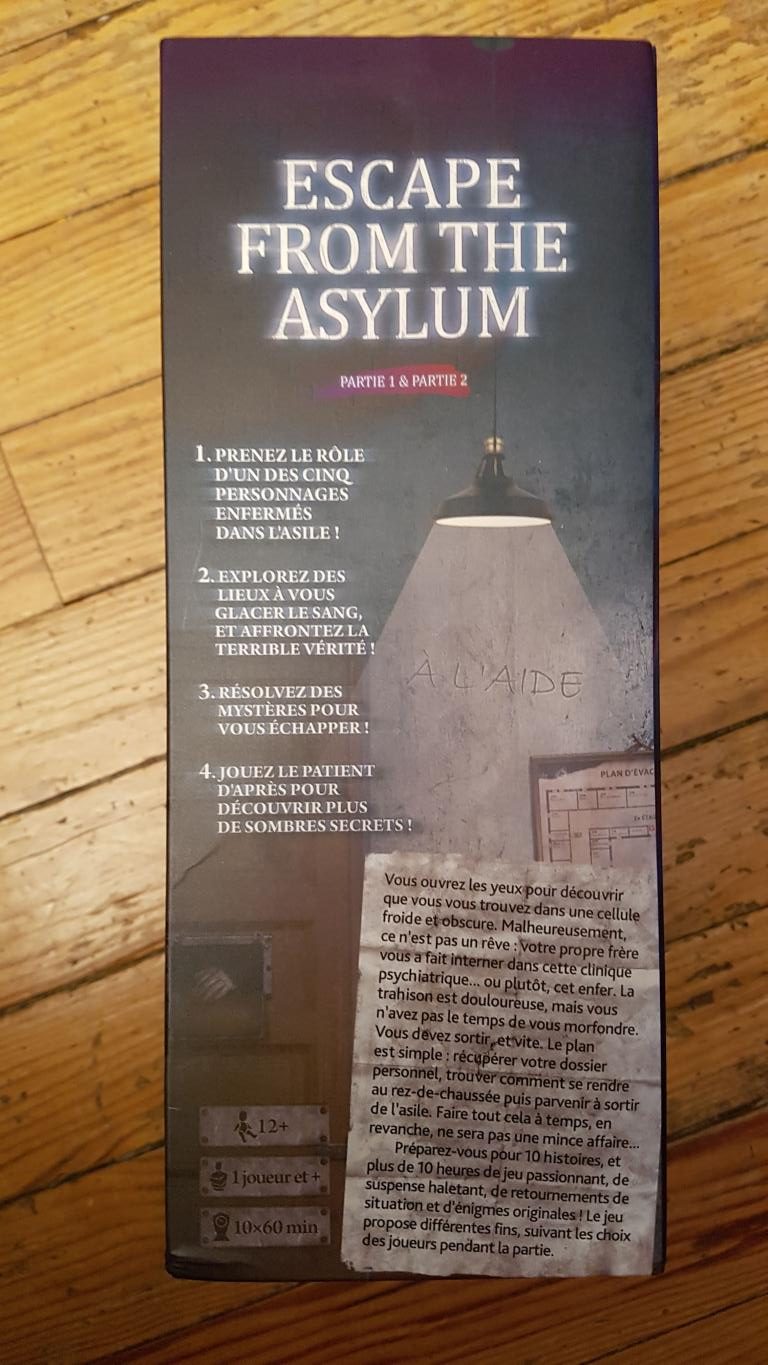 ESCAPE
FROM THE
ASYLUM
PARTIE 1 & PARTIE 2
1. PRENEZ LE RÔLE
D'UN DES CINQ
PERSONNAGES
ENFERMÉS
DANS L'ASILE !
2. EXPLOREZ DES
LIEUX À VOUS
GLACER LE SANG,
ET AFFRONTEZ LA
TERRIBLE VÉRITÉ !
3. RÉSOLVEZ DES
MYSTÈRES POUR
VOUS ÉCHAPPER !
4. JOUEZ LE PATIENT
D'APRÈS POUR
DÉCOUVRIR PLUS
DE SOMBRES SECRETS !
À L'AIDE
PLAN D'ÉVAC
Vous ouvrez les yeux pour découvrir
que vous vous trouvez dans une cellule
froide et obscure. Malheureusement,
ce n'est pas un rêve : votre propre frère
vous a fait interner dans cette clinique
psychiatrique... ou plutôt, cet enfer. La
trahison est douloureuse, mais vous
n'avez pas le temps de vous morfondre.
Vous devez sortir, et vite. Le plan
est simple : récupérer votre dossier
personnel, trouver comment se rendre
au rez-de-chaussée puis parvenir à sortir
de l'asile. Faire tout cela à temps, en
revanche, ne sera pas une mince affaire...
Préparez-vous pour 10 histoires, et
plus de 10 heures de jeu passionnant, de
suspense haletant, de retournements de
situation et d'énigmes originales ! Le jeu
propose différentes fins, suivant les choix
des joueurs pendant la partie.
12+
1 joueur et +
10×60 min